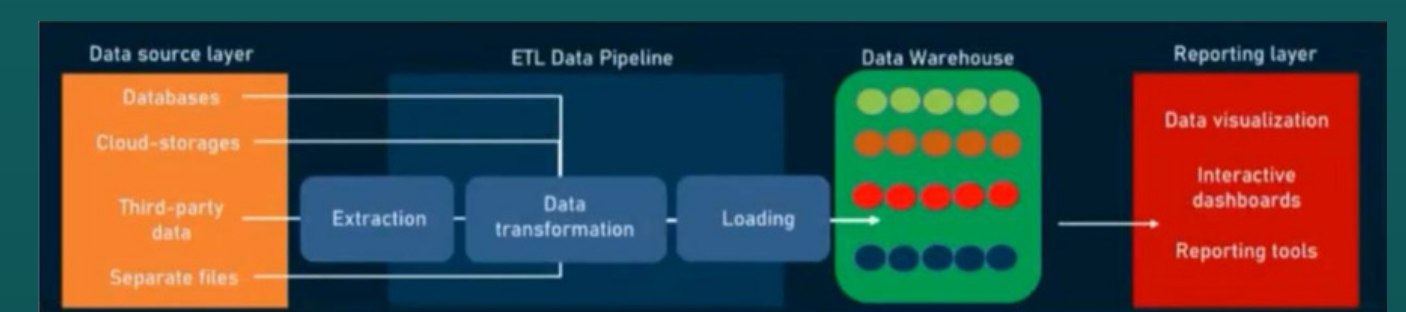 Data source layer
Databases
Cloud-storages
Third-party
data
Separate files
ETL Data Pipeline
Extraction
Data
transformation
Loading
Data Warehouse
Reporting layer
Data visualization
Interactive
dashboards
Reporting tools